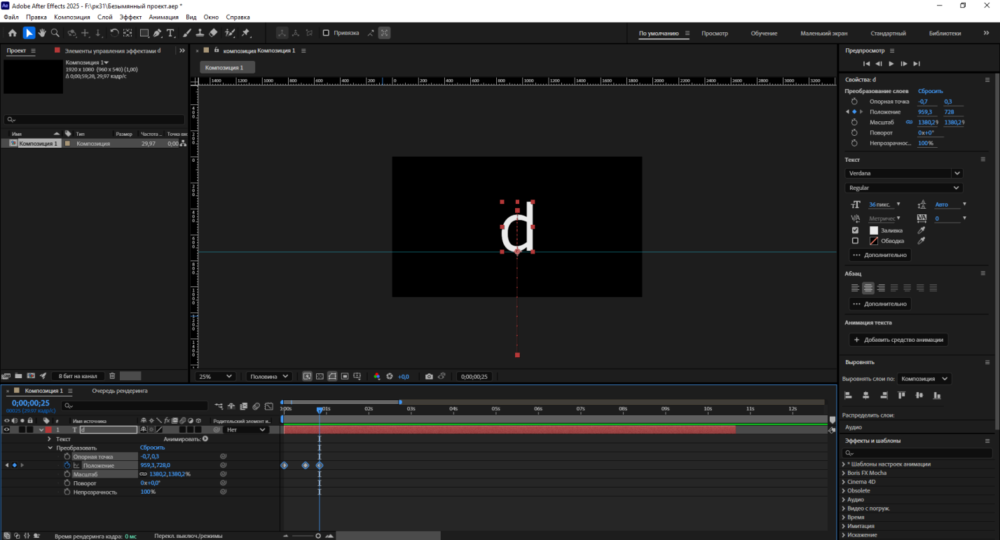 Adobe After Effects 2025 - F:\рк31\Безымянный проект.aep *
Файл Правка Композиция Слой Эффект Анимация Вид Окно Справка
Привязка
По умолчанию Просмотр Обучение Маленький экран Стандартный Библиотеки
Проект Элементы управления эффектами d
Композиция 1
1920 x 1080 (960 x 540) (1,00)
Δ 0;00;59;28, 29,97 кадр/с
Имя Тип Размер Частота .. Точка вх
Композиция 1 Композиция 29,97 0;00
8 бит на канал
композиция Композиция 1
Композиция 1
1400 1200 1000 800 600 400 200 0 200 400 600 800 1000 1200 1400 1600 1800 2000 2200 2400 2600 2800 3000 3200
d
25% Половина +0,0 0;00;00;25
Предпросмотр
Свойства: d
Преобразование слоев Сбросить
Опорная точка -0,7 0,3
Положение 959,3 728
Масштаб 1380,29 1380,29
Поворот 0x+0°
Непрозрачнос... 100%
Текст
Verdana
Regular
36 пикс. Авто
Метричес 0
Заливка
Обводка
Дополнительно
Абзац
Дополнительно
Анимация текста
+ Добавить средство анимации
Выровнять
Выровнять слои по: Композиция
Распределить слои:
Аудио
Эффекты и шаблоны
* Шаблоны настроек анимации
Boris FX Mocha
Cinema 4D
Obsolete
Аудио
Видео с погруж.
Время
Имитация
Искажение
Композиция 1 Очередь рендеринга
0;00;00;25
00025 (29.97 кадр/с)
:00s 01s 02s 03s 04s 05s 06s 07s 08s 09s 10s 11s 12s
# Имя источника Родительский элемент и..
1 T d Нет
Текст Анимировать:
Преобразовать Сбросить
Опорная точка -0,7,0,3
Положение 959,3,728,0
Масштаб 1380,2,1380,2%
Поворот 0x+0,0°
Непрозрачность 100%
Время рендеринга кадра: 0 мс Перекл. выключ./режимы